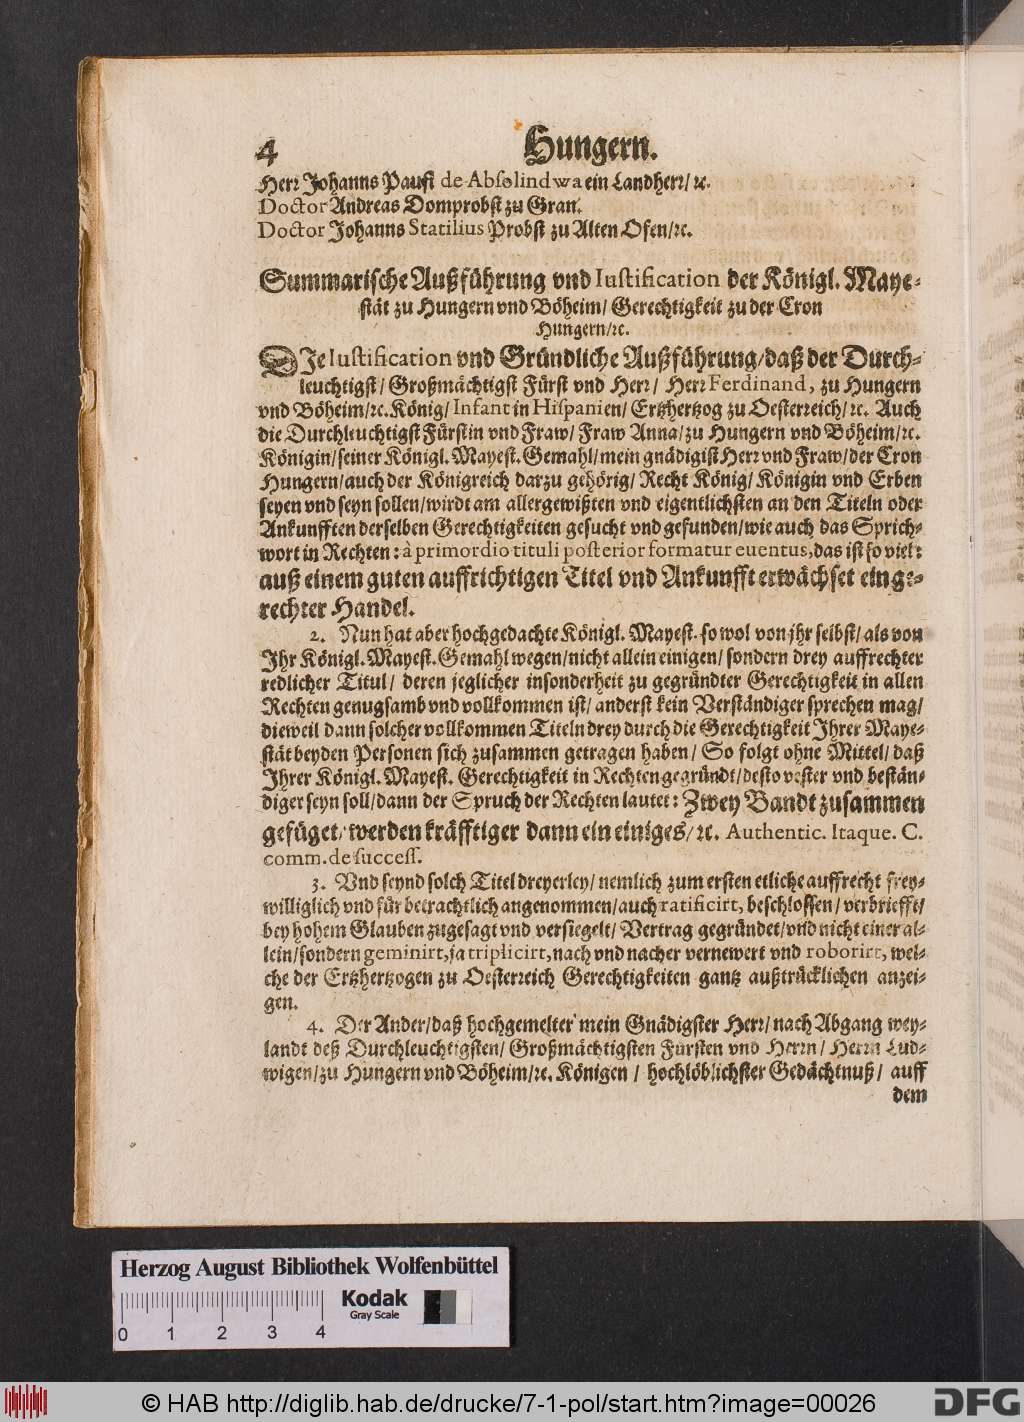 4 Hungern.
Herr Johanns Paust de Absolindwa ein Landherr/ ꝛc.
Doctor Andreas Domprobst zu Gran.
Doctor Johanns Statilius Probst zu Alten Ofen/ꝛc.
Summarische Außführung vnd Iustification der Königl. Maye-
stät zu Hungern vnd Böheim/ Gerechtigkeit zu der Cron
Hungern/ꝛc.
DJe Iustification vnd Gründliche Außführung/daß der Durch-
leuchtigst/ Großmächtigst Fürst vnd Herr/ Herr Ferdinand, zu Hungern
vnd Böheim/ꝛc. König/ Infant in Hispanien/ Ertzhertzog zu Oesterreich/ꝛc. Auch
die Durchleuchtigst Fürstin vnd Fraw/ Fraw Anna/zu Hungern vnd Böheim/ꝛc.
Königin/seiner Königl. Mayest. Gemahl/mein gnädigist Herr vnd Fraw/der Cron
Hungern/auch der Königreich darzu gehörig/ Recht König/ Königin vnd Erben
seyen vnd seyn sollen/wirdt am allergewißten vnd eigentlichsten an den Titeln oder
Ankunfften derselben Gerechtigkeiten gesucht vnd gefunden/wie auch das Sprich-
wort in Rechten: à primordio tituli posterior formatur euentus, das ist so viel:
auß einem guten auffrichtigen Titel vnd Ankunfft erwächset ein ge-
rechter Handel.
2. Nun hat aber hochgedachte Königl. Mayest. so wol von jhr selbst/ als von
Jhr Königl. Mayest. Gemahl wegen/nicht allein einigen/ sondern drey auffrechter
redlicher Titul/ deren jeglicher insonderheit zu gegründter Gerechtigkeit in allen
Rechten genugsamb vnd vollkommen ist/ anderst kein Verständiger sprechen mag/
dieweil dann solcher vollkommen Titeln drey durch die Gerechtigkeit Jhrer Maye-
stät beyden Personen sich zusammen getragen haben/ So folgt ohne Mittel/ daß
Jhrer Königl. Mayest. Gerechtigkeit in Rechten gegründt/desto vester vnd bestän-
diger seyn soll/dann der Spruch der Rechten lautet: Zwey Bandt zusammen
gefüget/ werden kräfftiger dann ein einiges/ ꝛc. Authentic. Itaque. C.
comm. de success.
3. Vnd seynd solch Titel dreyerley/ nemlich zum ersten etliche auffrecht frey-
williglich vnd für betrachtlich angenommen/auch ratificirt, beschlossen/ verbriefft/
bey hohem Glauben zugesagt vnd versiegelt/ Vertrag gegründet/vnd nicht einer al-
lein/sondern geminirt, ja triplicirt, nach vnd nacher vernewert vnd roborirt, wel-
che der Ertzhertzogen zu Oesterreich Gerechtigkeiten gantz außtrücklichen anzei-
gen.
4. Der Ander/daß hochgemelter mein Gnädigster Herr/ nach Abgang wey-
landt deß Durchleuchtigsten/ Großmächtigsten Fürsten vnd Herrn/ Herrn Lud-
wigen/zu Hungern vnd Böheim/ꝛc. Königen / hochlöblichster Gedächtnuß/ auff
dem
Herzog August Bibliothek Wolfenbüttel
Kodak
Gray Scale
0 1 2 3 4
© HAB http://diglib.hab.de/drucke/7-1-pol/start.htm?image=00026
DFG